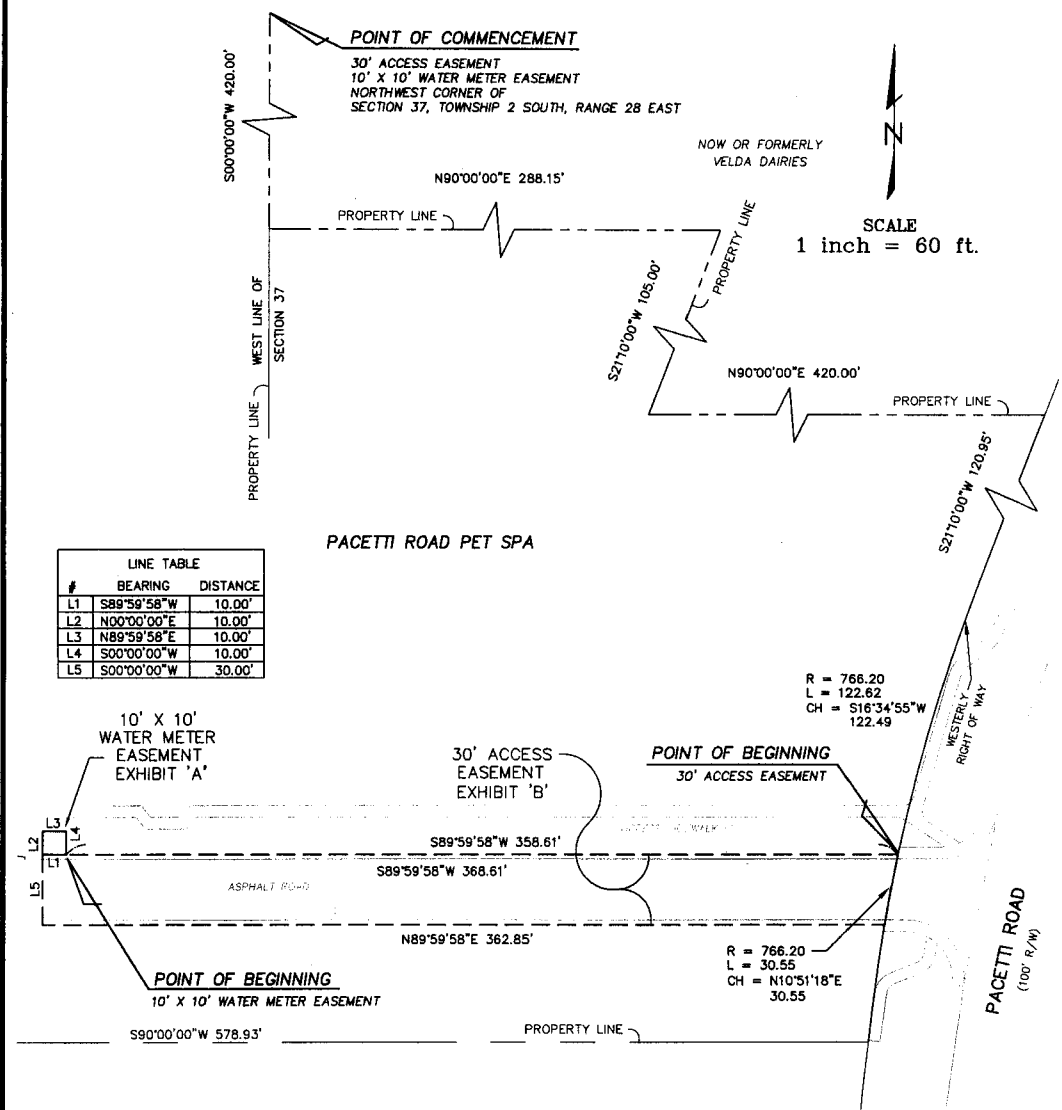 POINT OF COMMENCEMENT
30' ACCESS EASEMENT
10' X 10' WATER METER EASEMENT
NORTHWEST CORNER OF
SECTION 37, TOWNSHIP 2 SOUTH, RANGE 28 EAST
S00°00'00"W 420.00'
NOW OR FORMERLY
VELDA DAIRIES
N
SCALE
1 inch = 60 ft.
N90°00'00"E 288.15'
PROPERTY LINE
PROPERTY LINE
WEST LINE OF
SECTION 37
S21°10'00"W 105.00'
N90°00'00"E 420.00'
PROPERTY LINE
PROPERTY LINE
S21°10'00"W 120.95'
PACETTI ROAD PET SPA
LINE TABLE
# BEARING DISTANCE
L1 S89°59'58"W 10.00'
L2 N00°00'00"E 10.00'
L3 N89°59'58"E 10.00'
L4 S00°00'00"W 10.00'
L5 S00°00'00"W 30.00'
R = 766.20
L = 122.62
CH = S16°34'55"W
122.49
WESTERLY
RIGHT OF WAY
10' X 10'
WATER METER
EASEMENT
EXHIBIT 'A'
30' ACCESS
EASEMENT
EXHIBIT 'B'
POINT OF BEGINNING
30' ACCESS EASEMENT
L3
L2
L4
L1
L5
S89°59'58"W 358.61'
S89°59'58"W 368.61'
ASPHALT ROAD
N89°59'58"E 362.85'
R = 766.20
L = 30.55
CH = N10°51'18"E
30.55
PACETTI ROAD
(100' R/W)
POINT OF BEGINNING
10' X 10' WATER METER EASEMENT
S90°00'00"W 578.93'
PROPERTY LINE